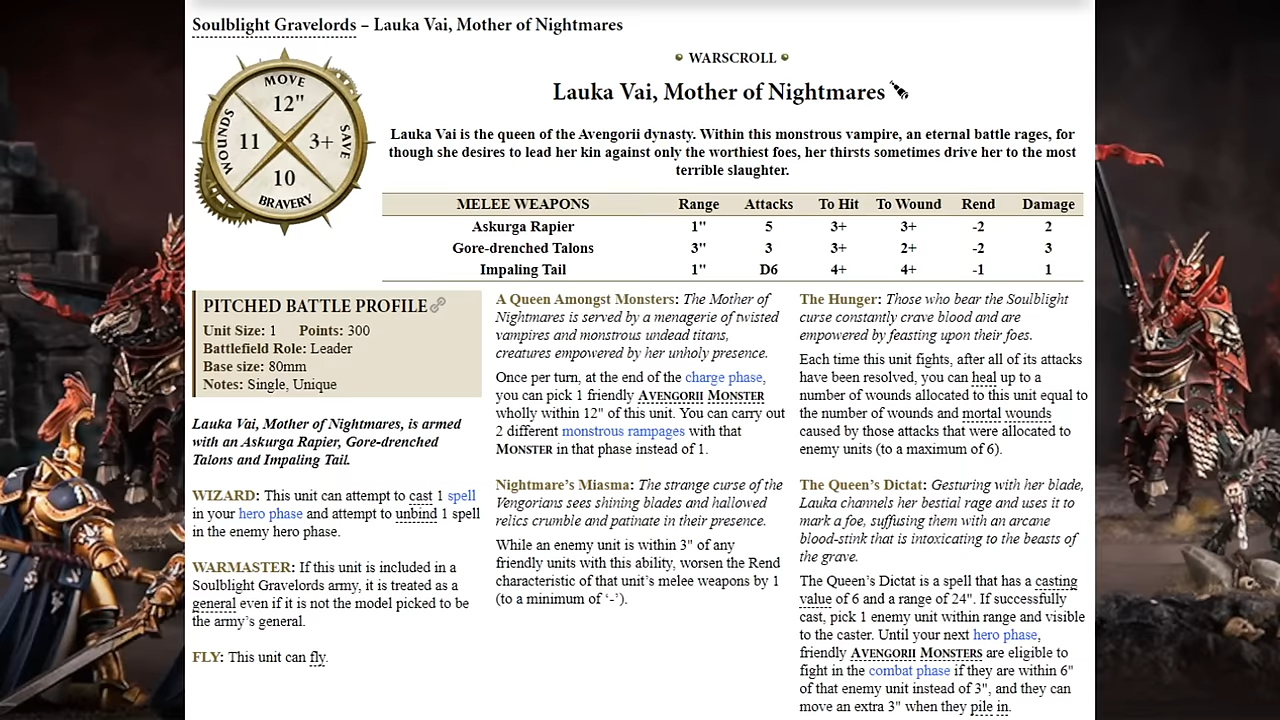 Soulblight Gravelords – Lauka Vai, Mother of Nightmares
MOVE
12"
WOUNDS
11
3+
SAVE
10
BRAVERY
WARSCROLL
Lauka Vai, Mother of Nightmares
Lauka Vai is the queen of the Avengorii dynasty. Within this monstrous vampire, an eternal battle rages, for
though she desires to lead her kin against only the worthiest foes, her thirsts sometimes drive her to the most
terrible slaughter.
MELEE WEAPONS Range Attacks To Hit To Wound Rend Damage
Askurga Rapier 1" 5 3+ 3+ -2 2
Gore-drenched Talons 3" 3 3+ 2+ -2 3
Impaling Tail 1" D6 4+ 4+ -1 1
PITCHED BATTLE PROFILE
Unit Size: 1 Points: 300
Battlefield Role: Leader
Base size: 80mm
Notes: Single, Unique
Lauka Vai, Mother of Nightmares, is armed
with an Askurga Rapier, Gore-drenched
Talons and Impaling Tail.
WIZARD: This unit can attempt to cast 1 spell
in your hero phase and attempt to unbind 1 spell
in the enemy hero phase.
WARMASTER: If this unit is included in a
Soulblight Gravelords army, it is treated as a
general even if it is not the model picked to be
the army's general.
FLY: This unit can fly.
A Queen Amongst Monsters: The Mother of
Nightmares is served by a menagerie of twisted
vampires and monstrous undead titans,
creatures empowered by her unholy presence.
Once per turn, at the end of the charge phase,
you can pick 1 friendly AVENGORII MONSTER
wholly within 12" of this unit. You can carry out
2 different monstrous rampages with that
MONSTER in that phase instead of 1.
Nightmare's Miasma: The strange curse of the
Vengorians sees shining blades and hallowed
relics crumble and patinate in their presence.
While an enemy unit is within 3" of any
friendly units with this ability, worsen the Rend
characteristic of that unit's melee weapons by 1
(to a minimum of '-').
The Hunger: Those who bear the Soulblight
curse constantly crave blood and are
empowered by feasting upon their foes.
Each time this unit fights, after all of its attacks
have been resolved, you can heal up to a
number of wounds allocated to this unit equal to
the number of wounds and mortal wounds
caused by those attacks that were allocated to
enemy units (to a maximum of 6).
The Queen's Dictat: Gesturing with her blade,
Lauka channels her bestial rage and uses it to
mark a foe, suffusing them with an arcane
blood-stink that is intoxicating to the beasts of
the grave.
The Queen's Dictat is a spell that has a casting
value of 6 and a range of 24". If successfully
cast, pick 1 enemy unit within range and visible
to the caster. Until your next hero phase,
friendly AVENGORII MONSTERS are eligible to
fight in the combat phase if they are within 6"
of that enemy unit instead of 3", and they can
move an extra 3" when they pile in.